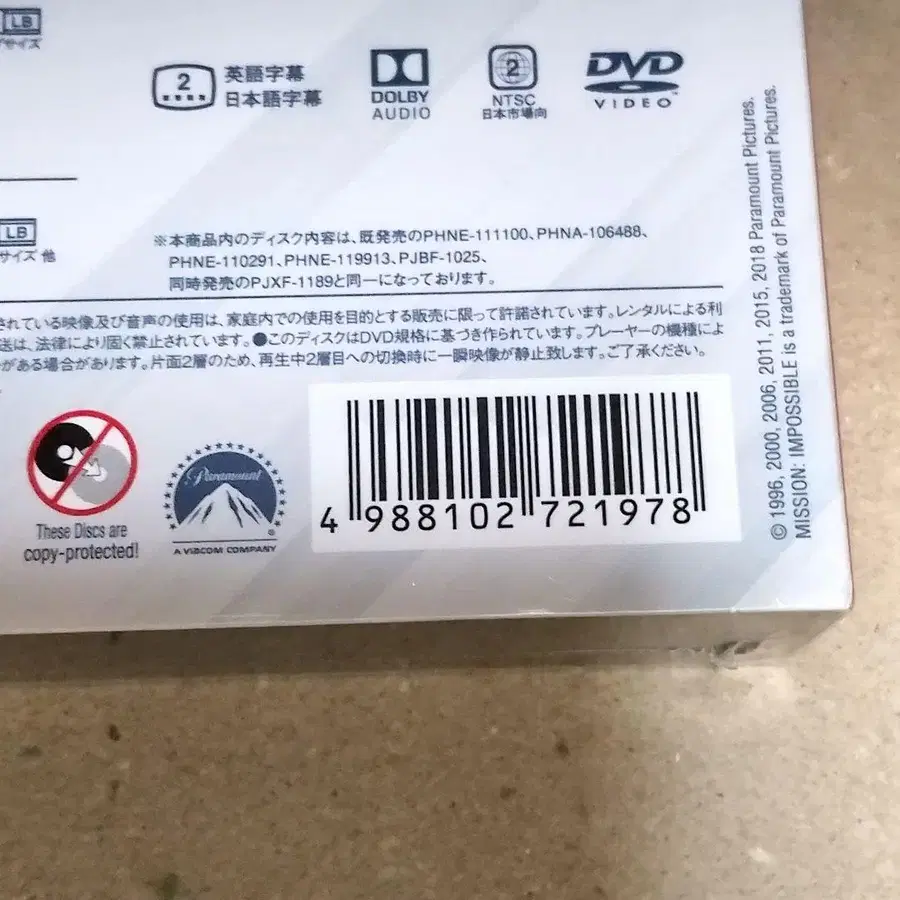 LB
サイズ
2
英語字幕
日本語字幕
DOLBY
AUDIO
2
NTSC
日本市場向
DVD
VIDEO™
LB
サイズ 他
※本商品内のディスク内容は、既発売のPHNE-111100、PHNA-106488、
PHNE-110291、PHNE-119913、PJBF-1025、
同時発売のPJXF-1189と同一になっております。
されている映像及び音声の使用は、家庭内での使用を目的とする販売に限って許諾されています。レンタルによる利
送は、法律により固く禁止されています。●このディスクはDVD規格に基づき作られています。プレーヤーの機種によ
がある場合があります。片面2層のため、再生中2層目への切換時に一瞬映像が静止致します。ご了承ください。
These Discs are
copy-protected!
Paramount
®
A VIACOM COMPANY
4 988102 721978
© 1996, 2000, 2006, 2011, 2015, 2018 Paramount Pictures.
MISSION: IMPOSSIBLE is a trademark of Paramount Pictures.